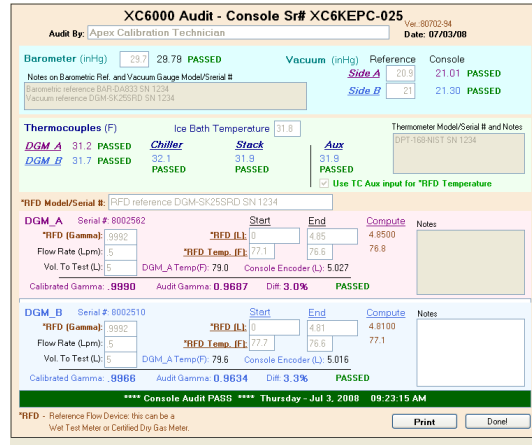 XC6000 Audit - Console Sr# XC6KEPC-025
Ver.:80702-94
Audit By: Apex Calibration Technician Date: 07/03/08
Barometer (inHg) 29.7 29.79 PASSED Vacuum (inHg) Reference Console
Notes on Barometric Ref. and Vacuum Gauge Model/Srerial # Side A 20.9 21.01 PASSED
Barometric reference BAR-DA833 SN 1234
Vacuum reference DGM-SK25SRD SN 1234
Side B 21 21.30 PASSED
Thermocouples (F) Ice Bath Temperature 31.8 Thermometer Model/Serial # and Notes
DPT-168-NIST SN 1234
DGM A 31.2 PASSED Chiller Stack Aux
DGM B 31.7 PASSED 32.1 31.9 31.9
PASSED PASSED PASSED
Use TC Aux input for *RFD Temperature
*RFD Model/Serial #: RFD reference DGM-SK25SRD SN 1234
DGM_A Serial #: 8002562 Start End Compute Notes
*RFD (Gamma): .9992 *RFD (L): 0 4.85 4.8500
Flow Rate (Lpm): .5 *RFD Temp. (F): 77.1 76.6 76.8
Vol. To Test (L): 5 DGM_A Temp(F): 79.0 Console Encoder (L): 5.027
Calibrated Gamma: .9990 Audit Gamma: 0.9687 Diff: 3.0% PASSED
DGM_B Serial #: 8002510 Start End Compute Notes
*RFD (Gamma): .9992 *RFD (L): 0 4.81 4.8100
Flow Rate (Lpm): .5 *RFD Temp. (F): 77.7 76.6 77.1
Vol. To Test (L): 5 DGM_A Temp(F): 79.6 Console Encoder (L): 5.016
Calibrated Gamma: .9966 Audit Gamma: 0.9634 Diff: 3.3% PASSED
**** Console Audit PASS **** Thursday - Jul 3, 2008 09:23:15 AM
*RFD - Reference Flow Device: this can be a
Wet Test Meter or Certified Dry Gas Meter.
Print Done!